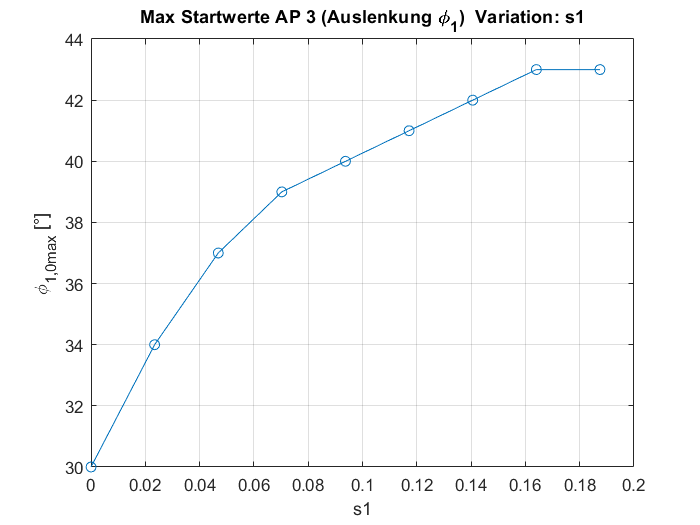 Max Startwerte AP 3 (Auslenkung ϕ1) Variation: s1
44
42
40
38
36
34
32
30
ϕ1,0max [°]
0 0.02 0.04 0.06 0.08 0.1 0.12 0.14 0.16 0.18 0.2
s1